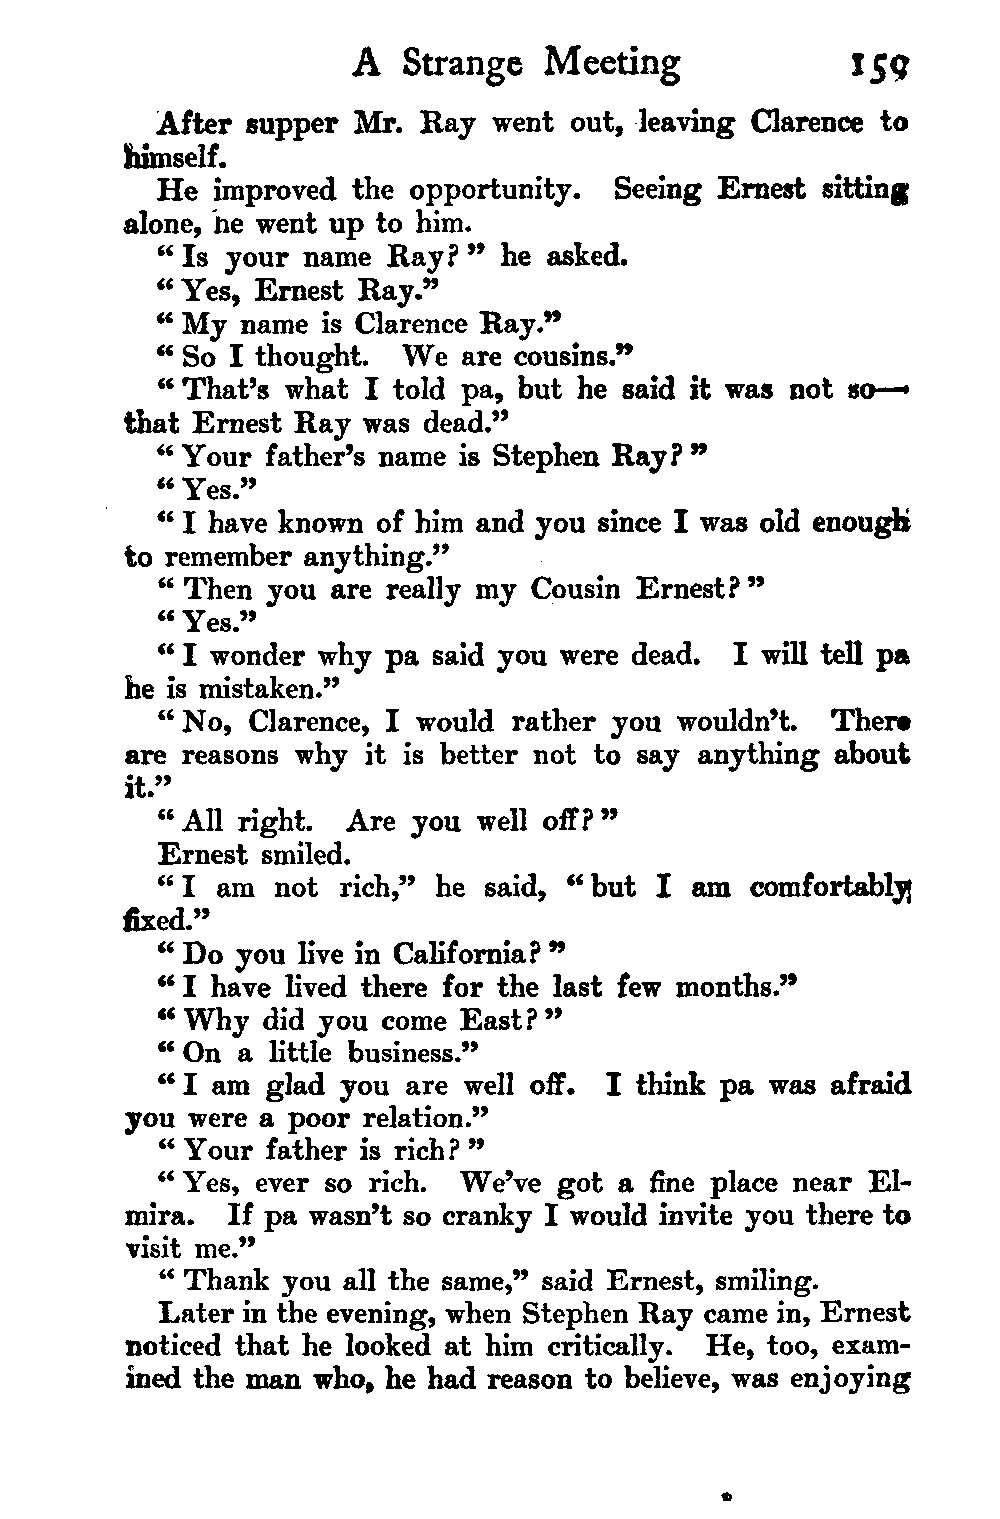 A Strange Meeting 159
After supper Mr. Ray went out, leaving Clarence to
himself.
He improved the opportunity. Seeing Ernest sitting
alone, he went up to him.
“Is your name Ray?” he asked.
“Yes, Ernest Ray.”
“My name is Clarence Ray.”
“So I thought. We are cousins.”
“That’s what I told pa, but he said it was not so—
that Ernest Ray was dead.”
“Your father’s name is Stephen Ray?”
“Yes.”
“I have known of him and you since I was old enough
to remember anything.”
“Then you are really my Cousin Ernest?”
“Yes.”
“I wonder why pa said you were dead. I will tell pa
he is mistaken.”
“No, Clarence, I would rather you wouldn’t. There
are reasons why it is better not to say anything about
it.”
“All right. Are you well off?”
Ernest smiled.
“I am not rich,” he said, “but I am comfortably
fixed.”
“Do you live in California?”
“I have lived there for the last few months.”
“Why did you come East?”
“On a little business.”
“I am glad you are well off. I think pa was afraid
you were a poor relation.”
“Your father is rich?”
“Yes, ever so rich. We’ve got a fine place near El-
mira. If pa wasn’t so cranky I would invite you there to
visit me.”
“Thank you all the same,” said Ernest, smiling.
Later in the evening, when Stephen Ray came in, Ernest
noticed that he looked at him critically. He, too, exam-
ined the man who, he had reason to believe, was enjoying